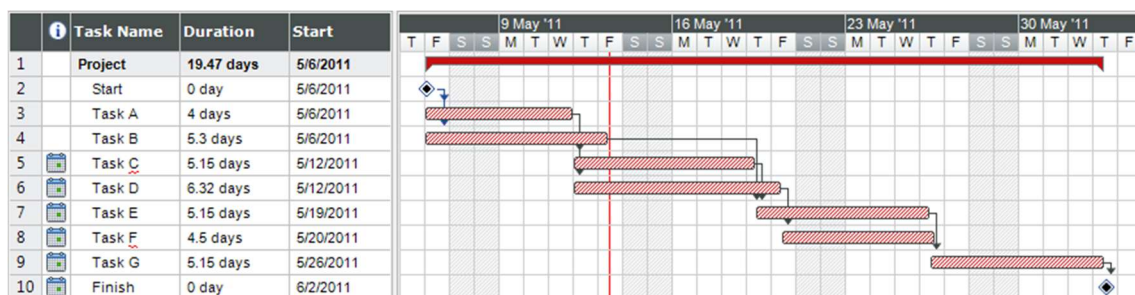 Task Name Duration Start 9 May '11 16 May '11 23 May '11 30 May '11
T F S S M T W T F S S M T W T F S S M T W T F S S M T W T F
1 Project 19.47 days 5/6/2011
2 Start 0 day 5/6/2011
3 Task A 4 days 5/6/2011
4 Task B 5.3 days 5/6/2011
5 Task C 5.15 days 5/12/2011
6 Task D 6.32 days 5/12/2011
7 Task E 5.15 days 5/19/2011
8 Task F 4.5 days 5/20/2011
9 Task G 5.15 days 5/26/2011
10 Finish 0 day 6/2/2011